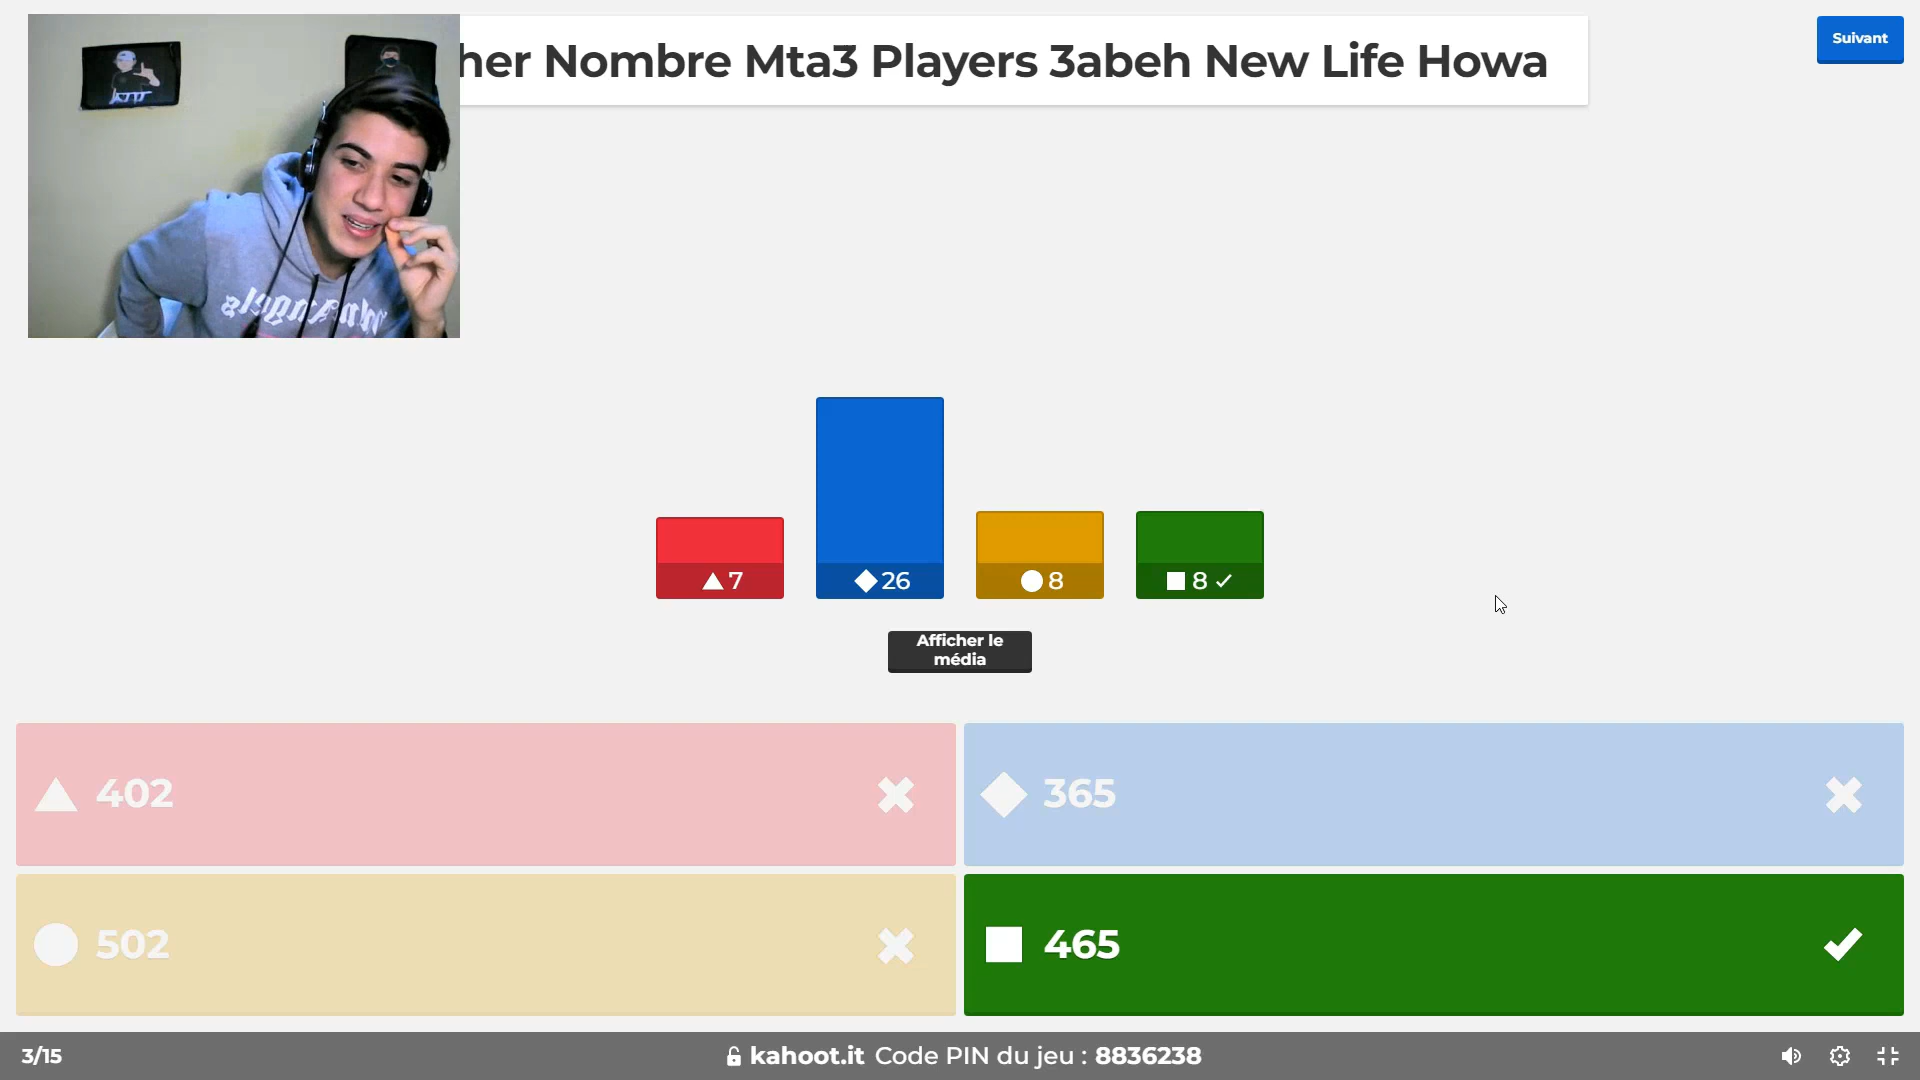 her Nombre Mta3 Players 3abeh New Life Howa
Suivant
7
26
8
8
Afficher le
média
402
365
502
465
3/15
kahoot.it Code PIN du jeu : 8836238